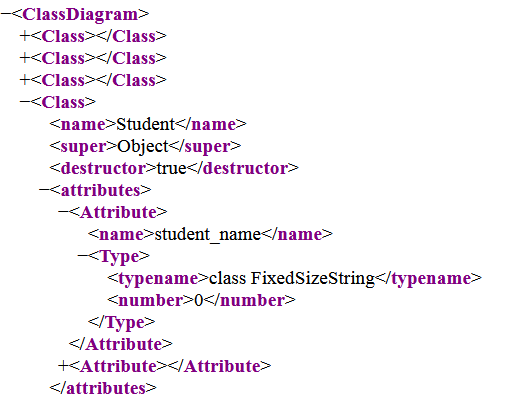 −<ClassDiagram>
+<Class></Class>
+<Class></Class>
+<Class></Class>
−<Class>
<name>Student</name>
<super>Object</super>
<destructor>true</destructor>
−<attributes>
−<Attribute>
<name>student_name</name>
−<Type>
<typename>class FixedSizeString</typename>
<number>0</number>
</Type>
</Attribute>
+<Attribute></Attribute>
</attributes>